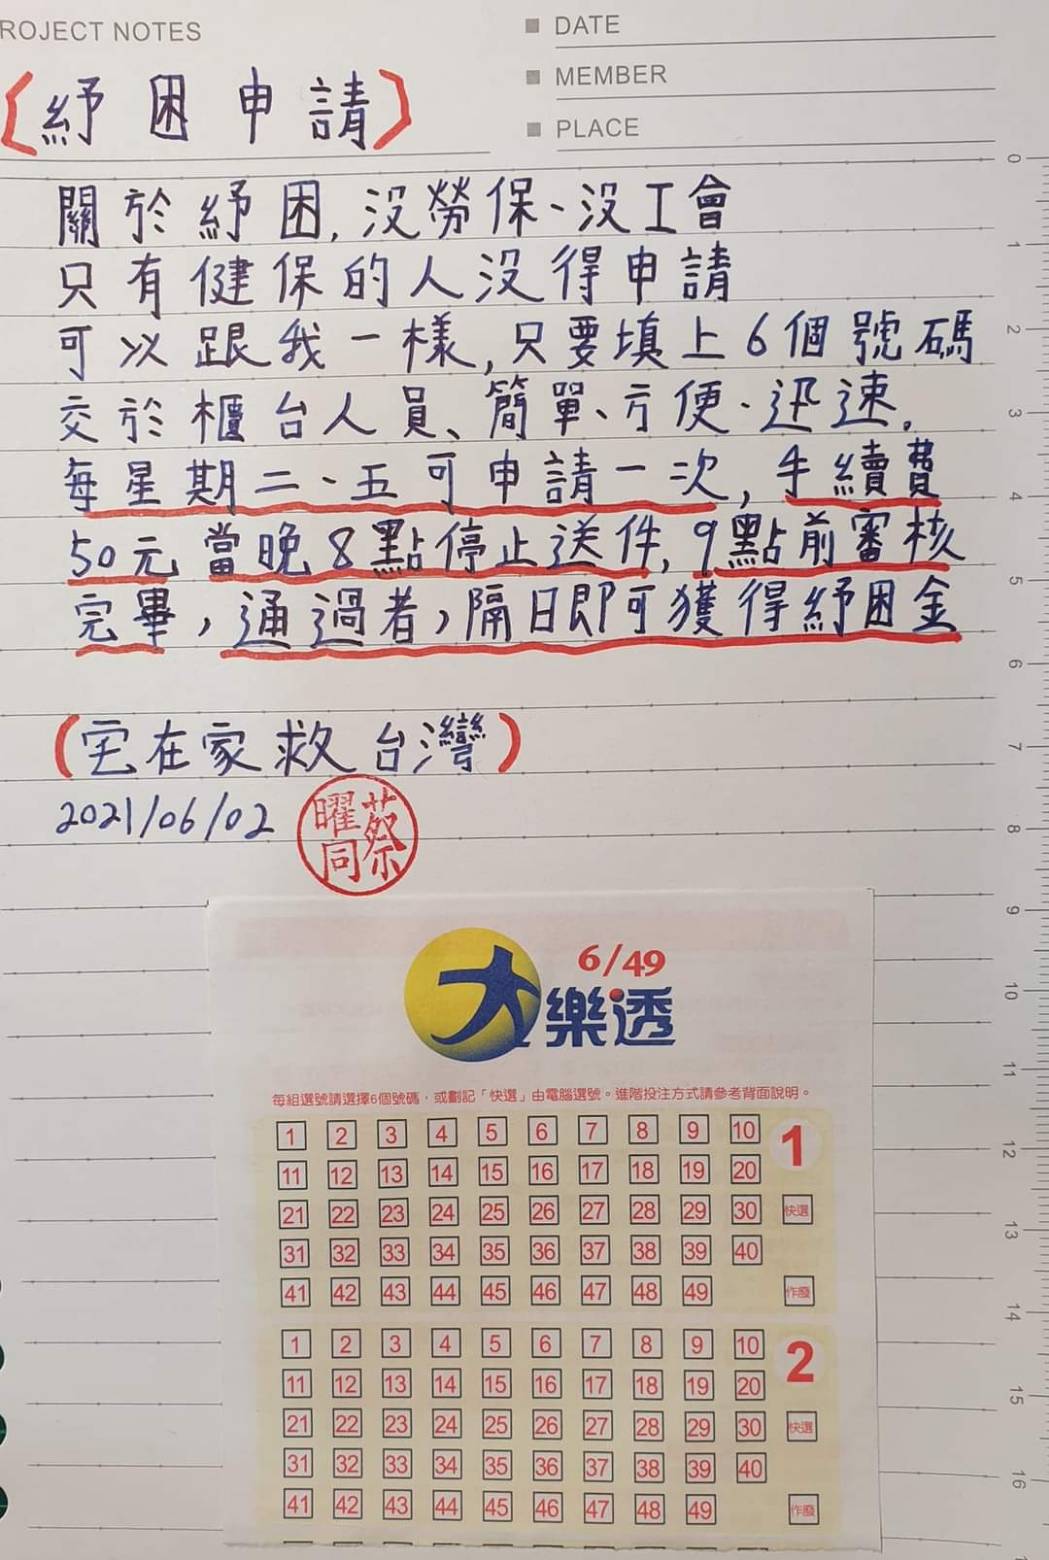 ROJECT NOTES
DATE
MEMBER
PLACE
(紓困申請)
關於紓困,沒勞保、沒工會
只有健保的人沒得申請
可以跟我一樣,只要填上6個號碼
交於櫃台人員、簡單、方便、迅速.
每星期二、五可申請一次,手續費
50元當晚8點停止送件,9點前審核
完畢,通過者,隔日即可獲得紓困金
(宅在家救台灣)
2021/06/02
蔡曜同
6/49
大樂透
每組選號請選擇6個號碼,或劃記「快選」由電腦選號。進階投注方式請參考背面說明。
1 2 3 4 5 6 7 8 9 10 1
11 12 13 14 15 16 17 18 19 20
21 22 23 24 25 26 27 28 29 30 快選
31 32 33 34 35 36 37 38 39 40
41 42 43 44 45 46 47 48 49 作廢
1 2 3 4 5 6 7 8 9 10 2
11 12 13 14 15 16 17 18 19 20
21 22 23 24 25 26 27 28 29 30 快選
31 32 33 34 35 36 37 38 39 40
41 42 43 44 45 46 47 48 49 作廢
0
1
2
3
4
5
6
7
8
9
10
11
12
13
14
15
16